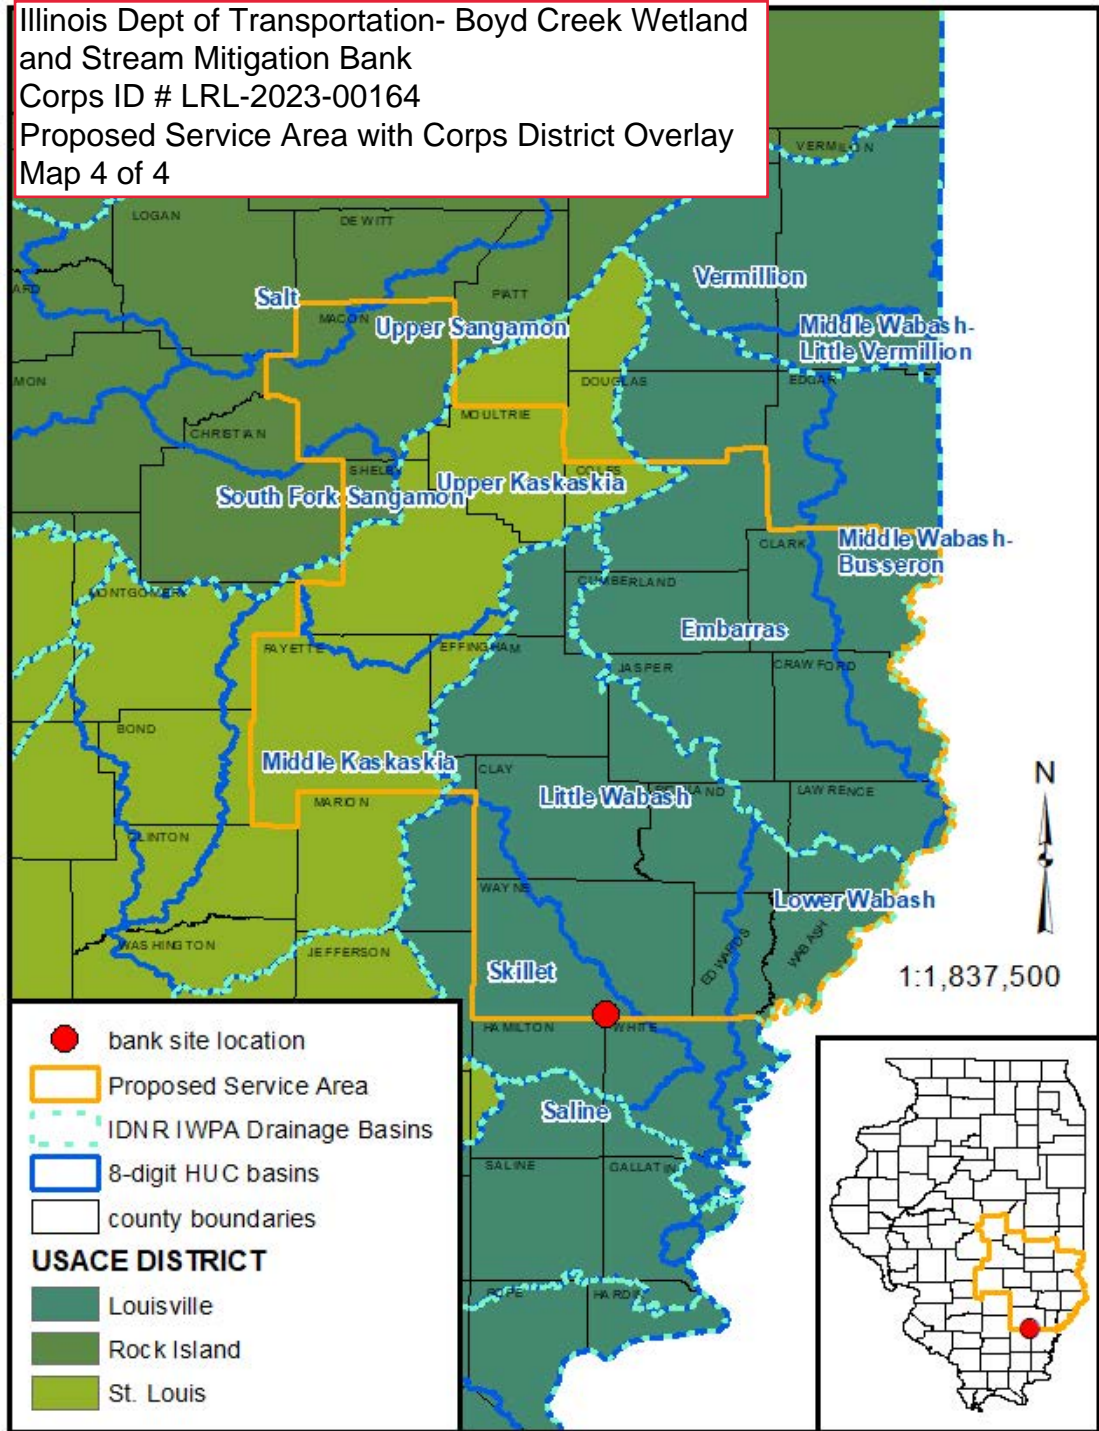 Illinois Dept of Transportation- Boyd Creek Wetland
and Stream Mitigation Bank
Corps ID # LRL-2023-00164
Proposed Service Area with Corps District Overlay
Map 4 of 4
VERMILION
LOGAN
DE WITT
PIATT
Vermillion
Salt
MACON
Upper Sangamon
Middle Wabash-
Little Vermillion
MON
DOUGLAS
EDGAR
MOULTRIE
CHRISTIAN
SHELBY
COLES
South Fork Sangamon
Upper Kaskaskia
CLARK
Middle Wabash-
Busseron
MONTGOMERY
CUMBERLAND
Embarras
FAYETTE
EFFINGHAM
JASPER
CRAWFORD
BOND
Middle Kaskaskia
CLAY
Little Wabash
LAWRENCE
MARION
CLINTON
WAYNE
Lower Wabash
EDWARDS
WABASH
WASHINGTON
JEFFERSON
Skillet
N
1:1,837,500
HAMILTON
WHITE
Saline
SALINE
GALLATIN
POPE
HARDIN
bank site location
Proposed Service Area
IDNR IWPA Drainage Basins
8-digit HUC basins
county boundaries
USACE DISTRICT
Louisville
Rock Island
St. Louis